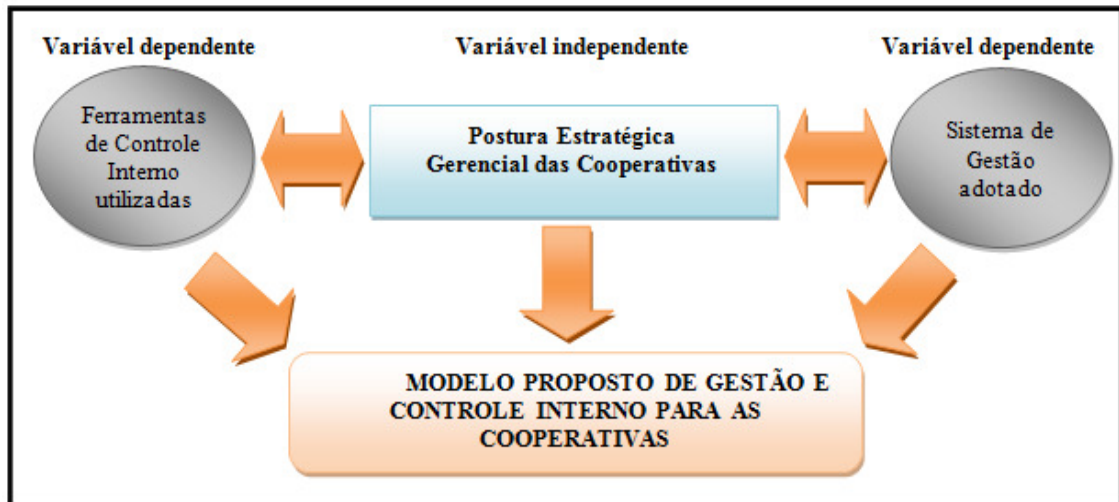 Variável dependente
Variável independente
Variável dependente
Ferramentas
de Controle
Interno
utilizadas
Postura Estratégica
Gerencial das Cooperativas
Sistema de
Gestão
adotado
MODELO PROPOSTO DE GESTÃO E
CONTROLE INTERNO PARA AS
COOPERATIVAS